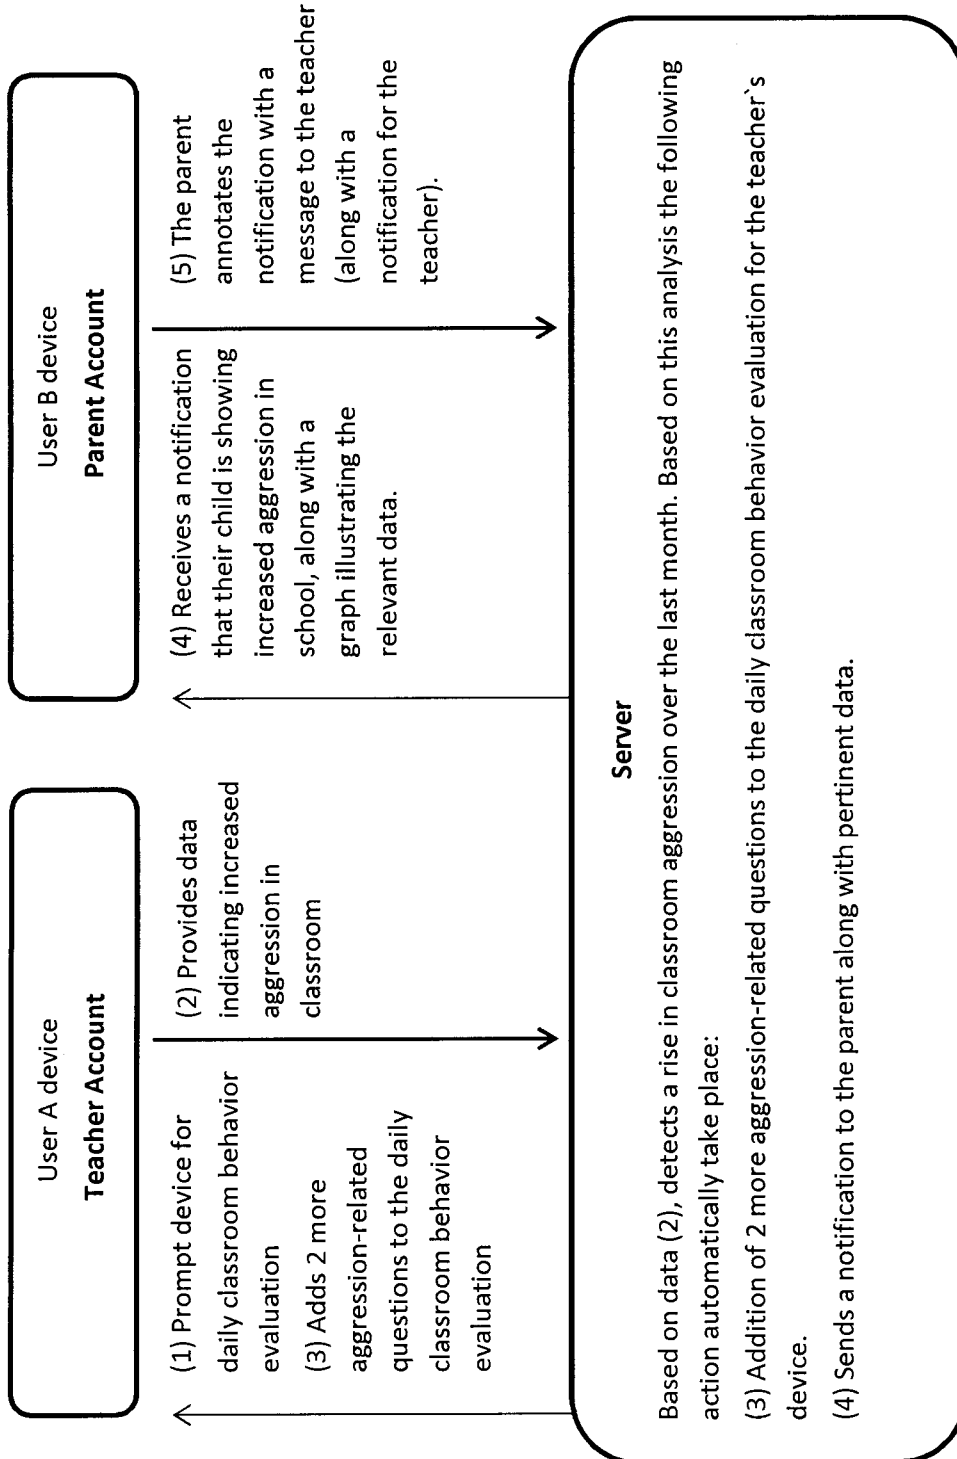 User A device
Teacher Account
(1) Prompt device for
daily classroom behavior
evaluation
(3) Adds 2 more
aggression-related
questions to the daily
classroom behavior
evaluation
(2) Provides data
indicating increased
aggression in
classroom
User B device
Parent Account
(4) Receives a notification
that their child is showing
increased aggression in
school, along with a
graph illustrating the
relevant data.
(5) The parent
annotates the
notification with a
message to the teacher
(along with a
notification for the
teacher).
Server
Based on data (2), detects a rise in classroom aggression over the last month. Based on this analysis the following
action automatically take place:
(3) Addition of 2 more aggression-related questions to the daily classroom behavior evaluation for the teacher`s
device.
(4) Sends a notification to the parent along with pertinent data.